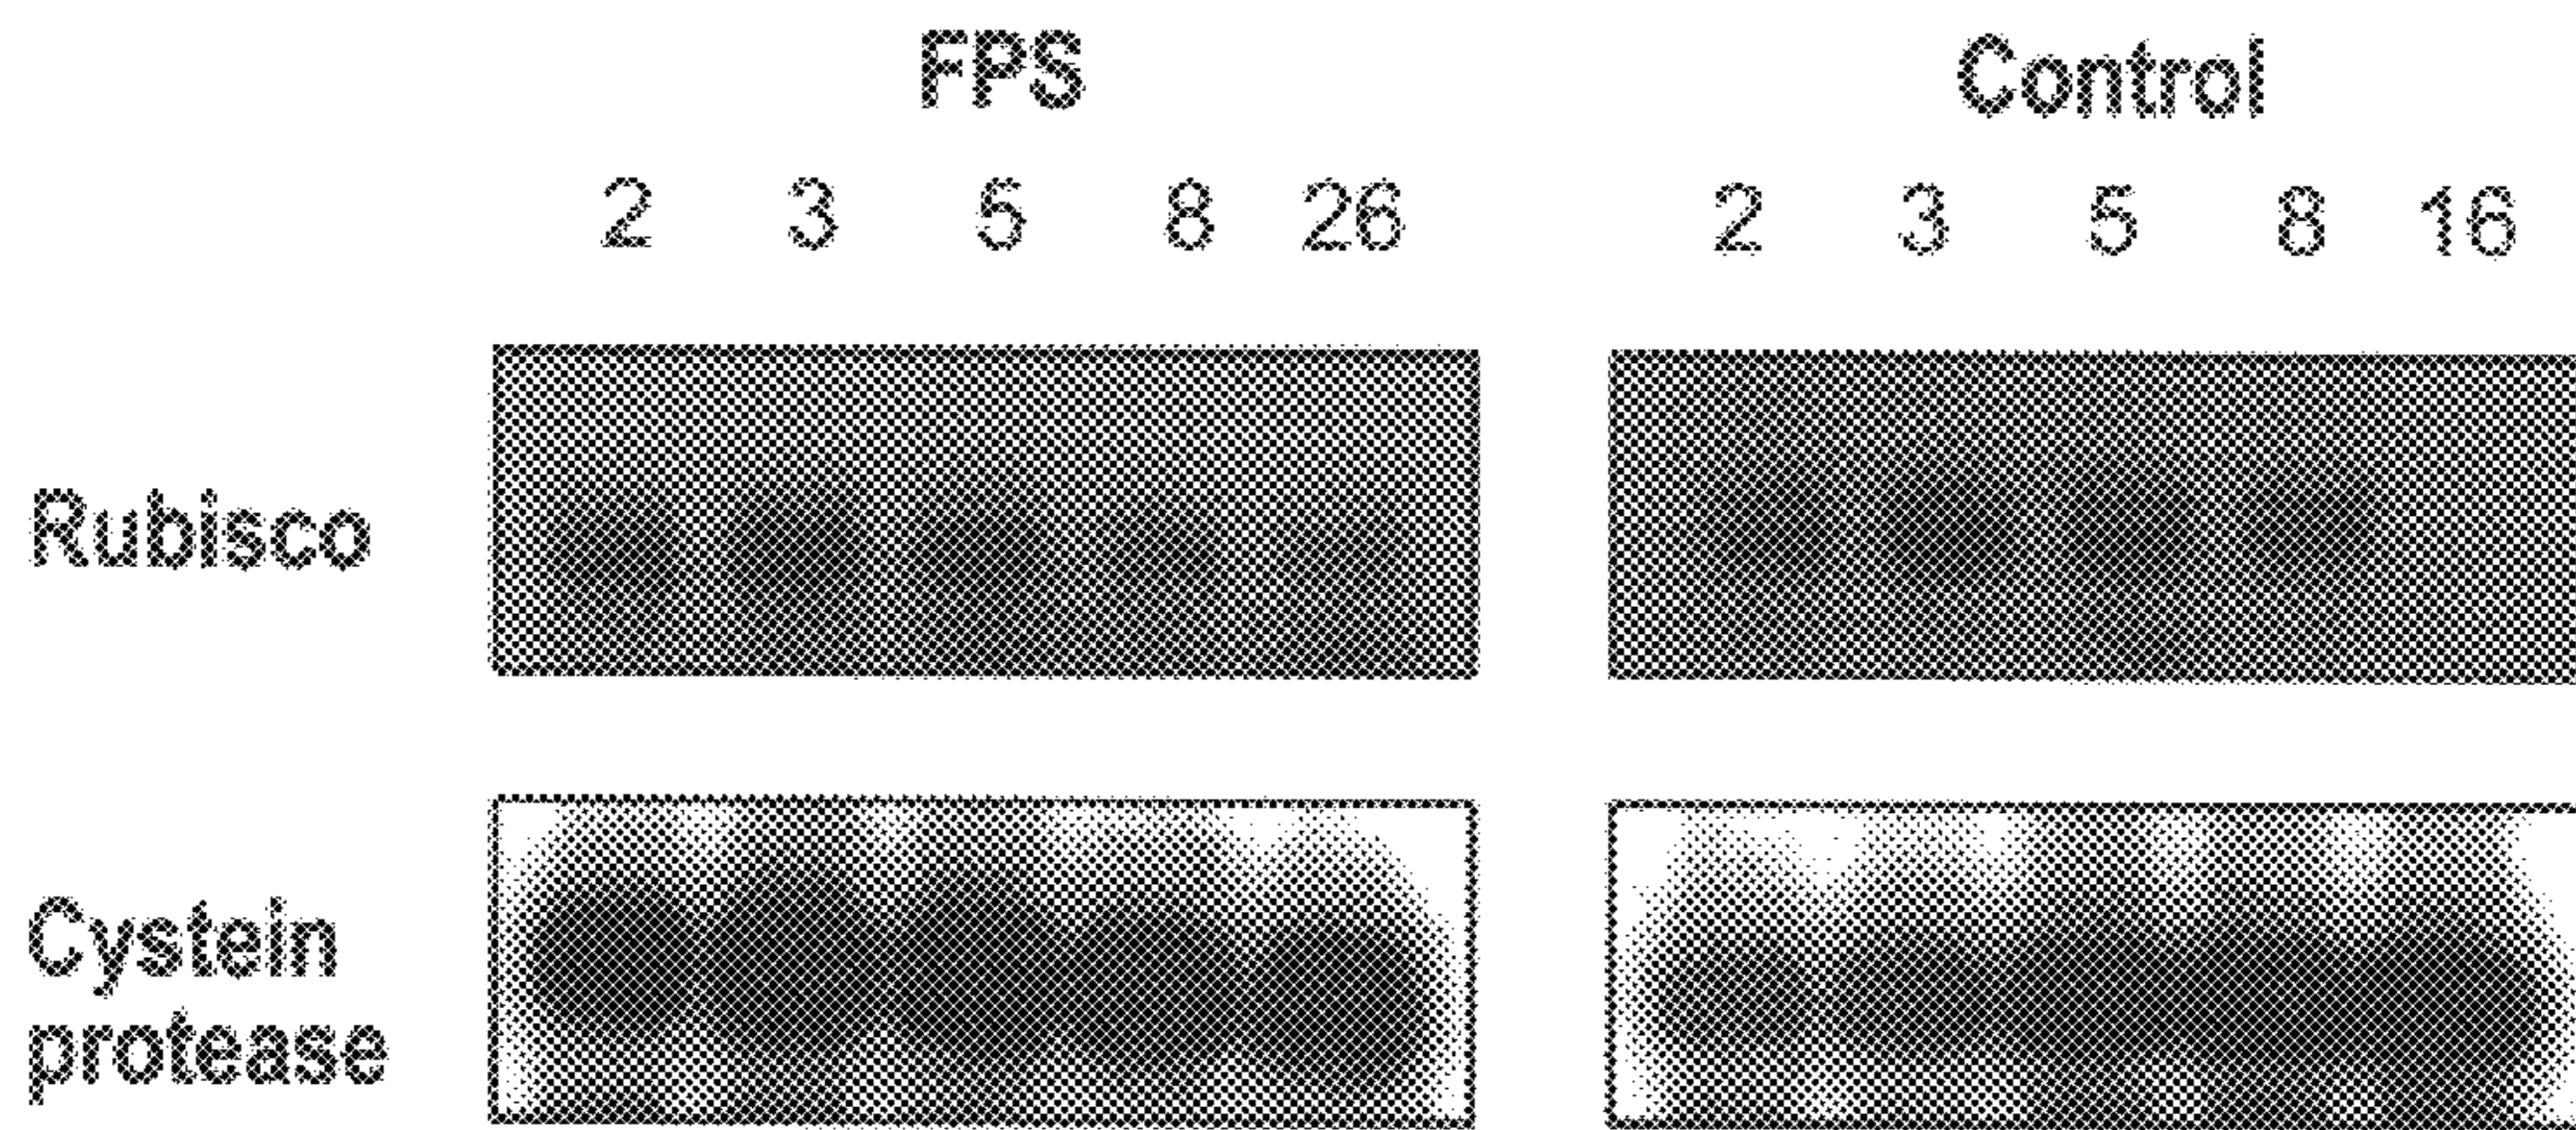 FPS Control
2 3 5 8 26 2 3 5 8 16
Rubisco
Cystein
protease